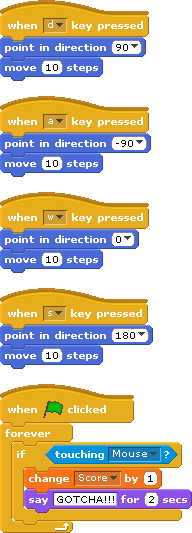 when d key pressed
point in direction 90
move 10 steps
when a key pressed
point in direction -90
move 10 steps
when w key pressed
point in direction 0
move 10 steps
when s key pressed
point in direction 180
move 10 steps
when clicked
forever
if touching Mouse ?
change Score by 1
say GOTCHA!!! for 2 secs